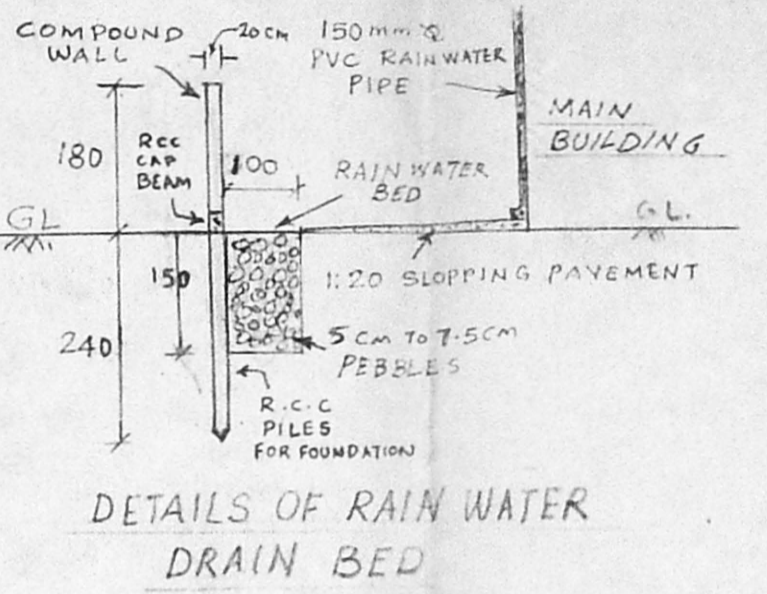 COMPOUND
WALL
20 cm
150 mm Q
PVC RAINWATER
PIPE
MAIN
BUILDING
180
RCC
CAP
BEAM
100
RAIN WATER
BED
GL
G.L.
150
1:20 SLOPPING PAVEMENT
240
5 CM TO 7.5CM
PEBBLES
R.C.C
PILES
FOR FOUNDATION
DETAILS OF RAIN WATER
DRAIN BED